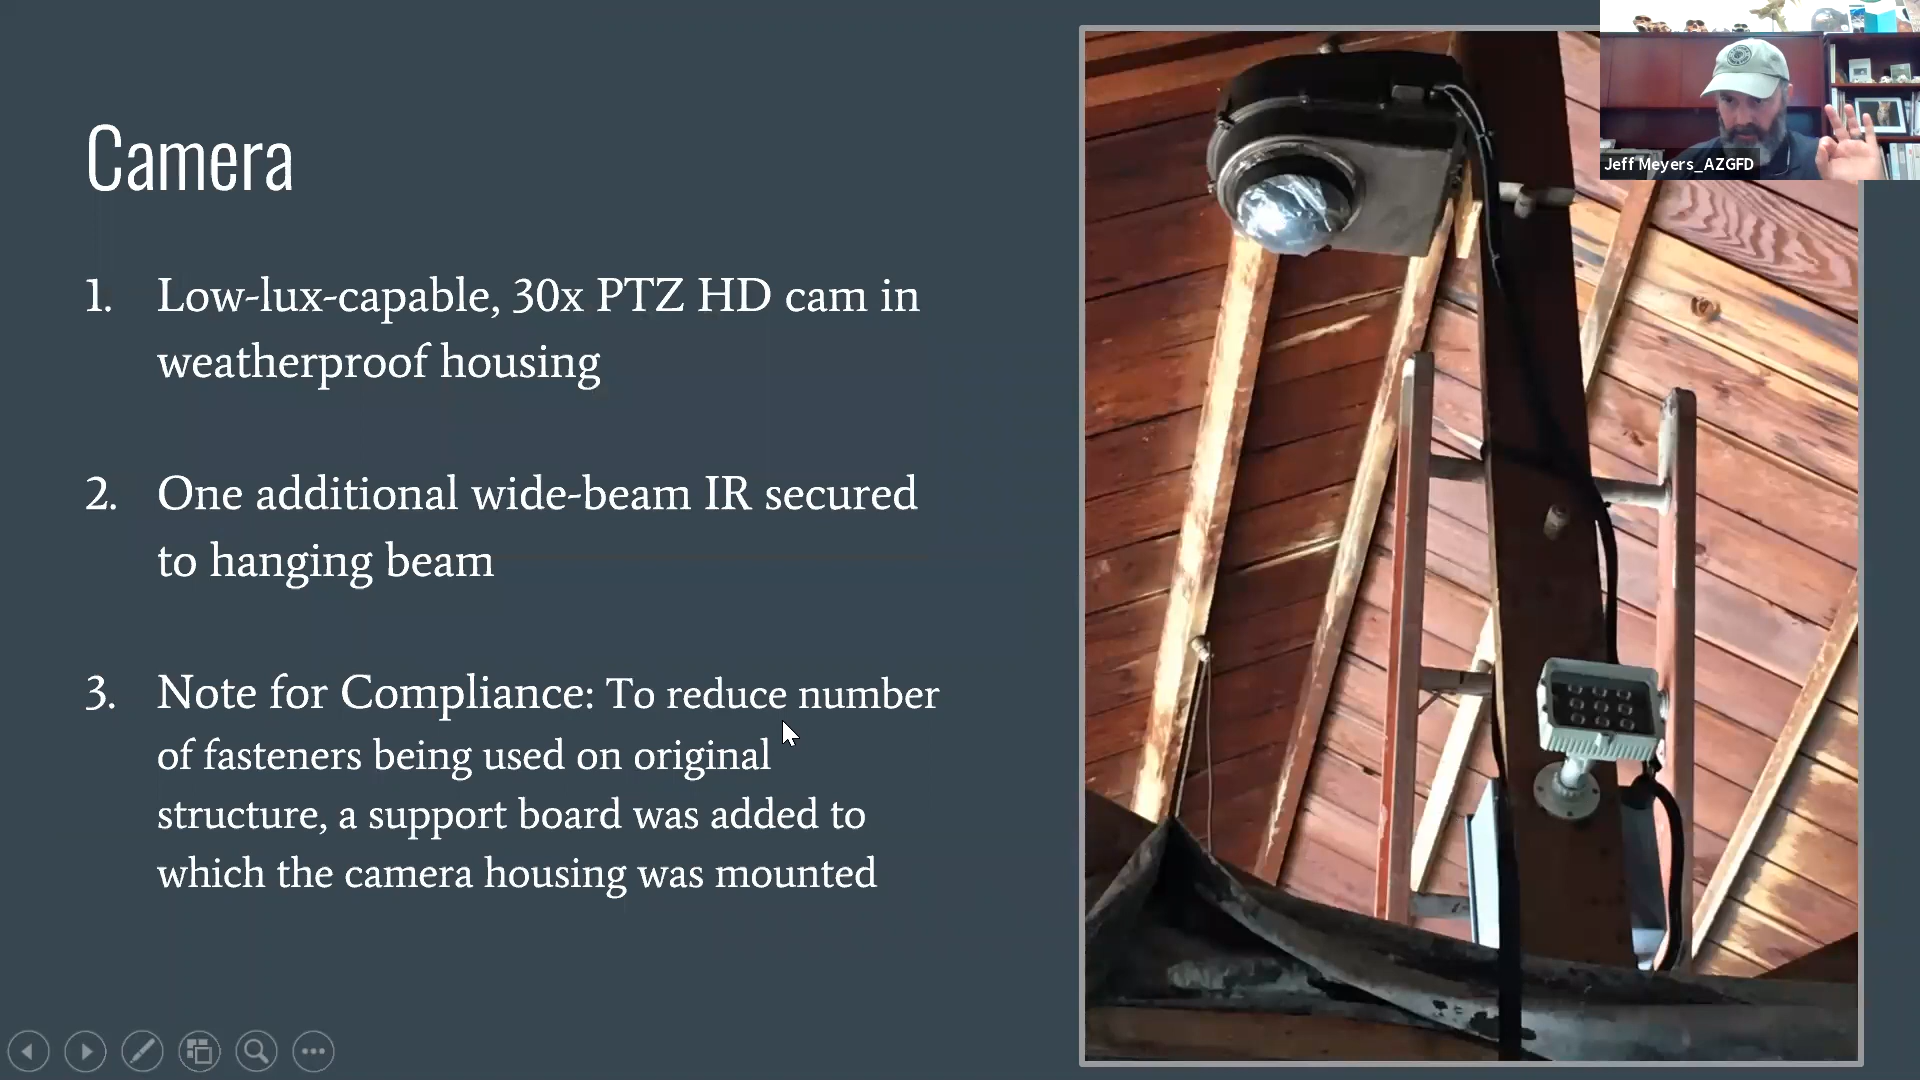 Camera
1. Low-lux-capable, 30x PTZ HD cam in
weatherproof housing
2. One additional wide-beam IR secured
to hanging beam
3. Note for Compliance: To reduce number
of fasteners being used on original
structure, a support board was added to
which the camera housing was mounted
Jeff Meyers_AZGFD